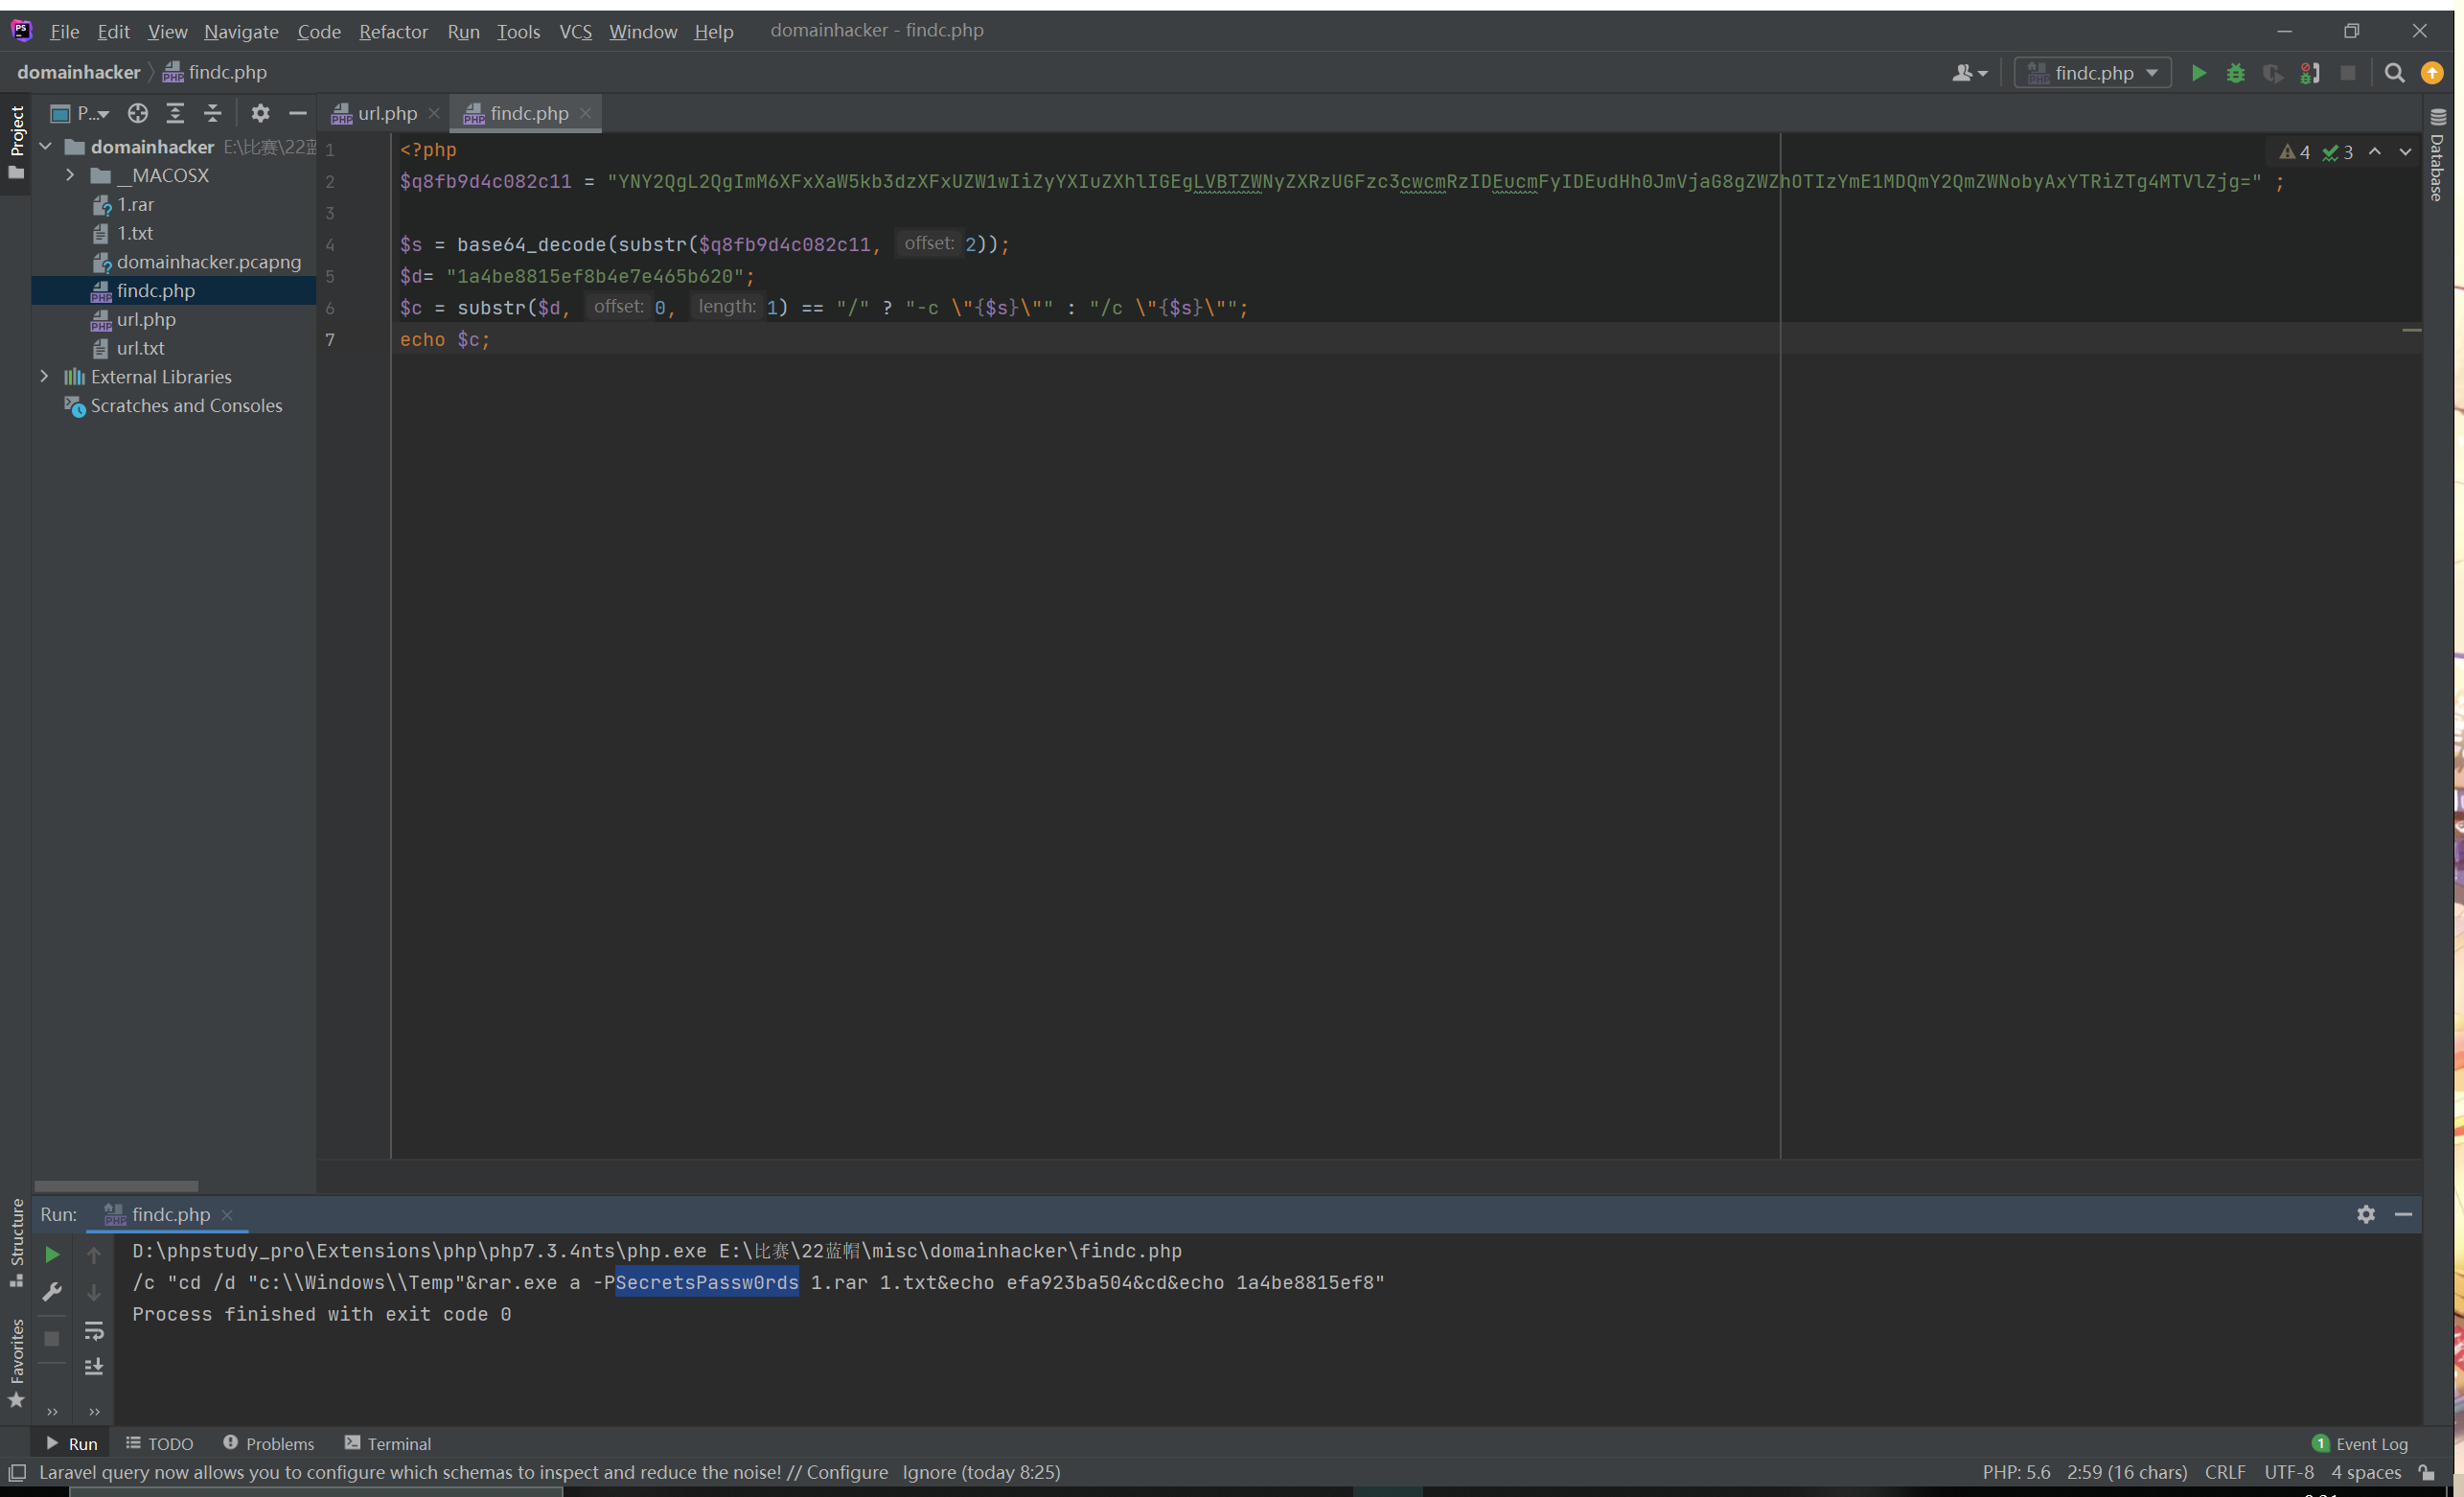 File Edit View Navigate Code Refactor Run Tools VCS Window Help domainhacker - findc.php
domainhacker findc.php
findc.php
Project
P...
url.php
findc.php
domainhacker E:\比赛\22蓝
__MACOSX
1.rar
1.txt
domainhacker.pcapng
findc.php
url.php
url.txt
External Libraries
Scratches and Consoles
4 3
Database
1 <?php
2 $q8fb9d4c082c11 = "YNY2QgL2QgImM6XFxXaW5kb3dzXFxUZW1wIiZyYXIuZXhlIGEgLVBTZWNyZXRzUGFzc3cwcmRzIDEucmFyIDEudHh0JmVjaG8gZWZhOTIzYmE1MDQmY2QmZWNobyAxYTRiZTg4MTVlZjg=" ;
3
4 $s = base64_decode(substr($q8fb9d4c082c11, offset: 2));
5 $d= "1a4be8815ef8b4e7e465b620";
6 $c = substr($d, offset: 0, length: 1) == "/" ? "-c \"{$s}\"" : "/c \"{$s}\"";
7 echo $c;
Structure
Favorites
Run: findc.php
D:\phpstudy_pro\Extensions\php\php7.3.4nts\php.exe E:\比赛\22蓝帽\misc\domainhacker\findc.php
/c "cd /d "c:\\Windows\\Temp"&rar.exe a -PSecretsPassw0rds 1.rar 1.txt&echo efa923ba504&cd&echo 1a4be8815ef8"
Process finished with exit code 0
Run TODO Problems Terminal
1 Event Log
Laravel query now allows you to configure which schemas to inspect and reduce the noise! // Configure Ignore (today 8:25)
PHP: 5.6 2:59 (16 chars) CRLF UTF-8 4 spaces